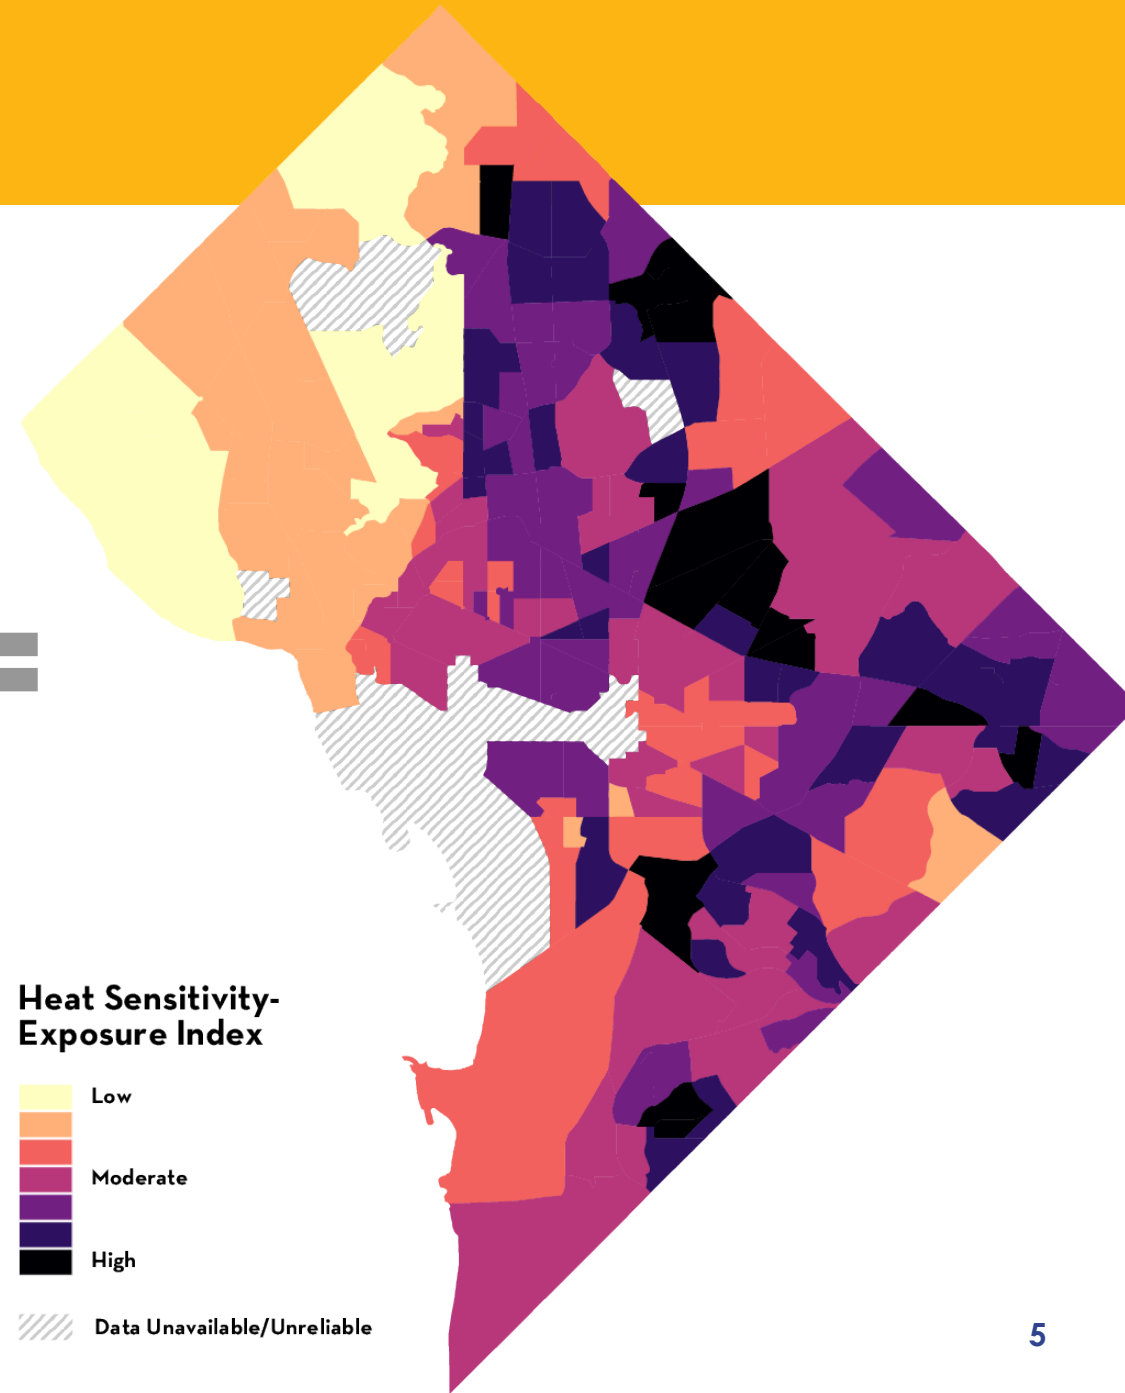 Heat Sensitivity-
Exposure Index
Low
Moderate
High
Data Unavailable/Unreliable
5